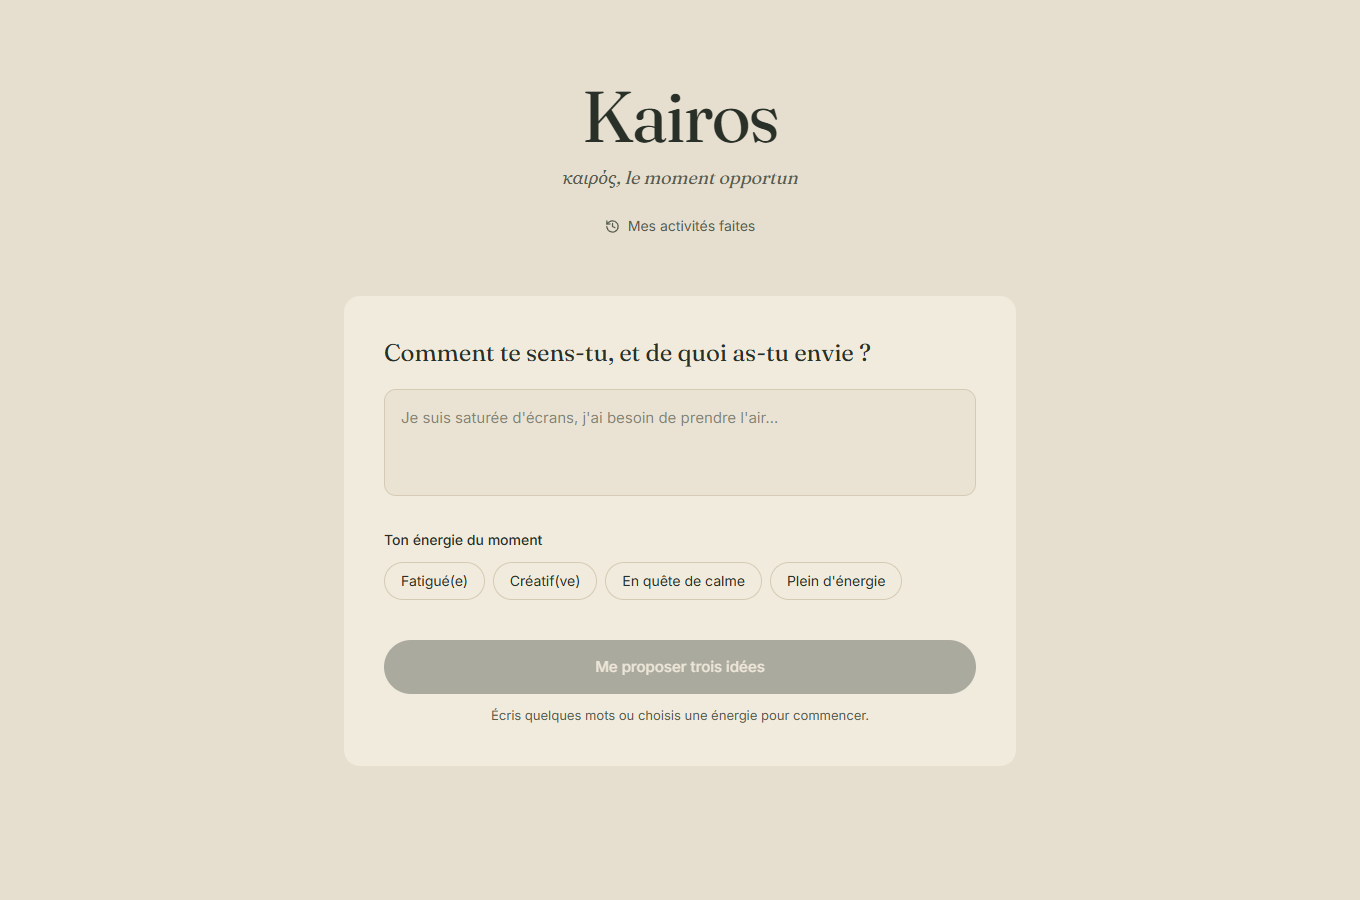 Kairos
καιρός, le moment opportun
Mes activités faites
Comment te sens-tu, et de quoi as-tu envie ?
Je suis saturée d'écrans, j'ai besoin de prendre l'air...
Ton énergie du moment
Fatigué(e) Créatif(ve) En quête de calme Plein d'énergie
Me proposer trois idées
Écris quelques mots ou choisis une énergie pour commencer.